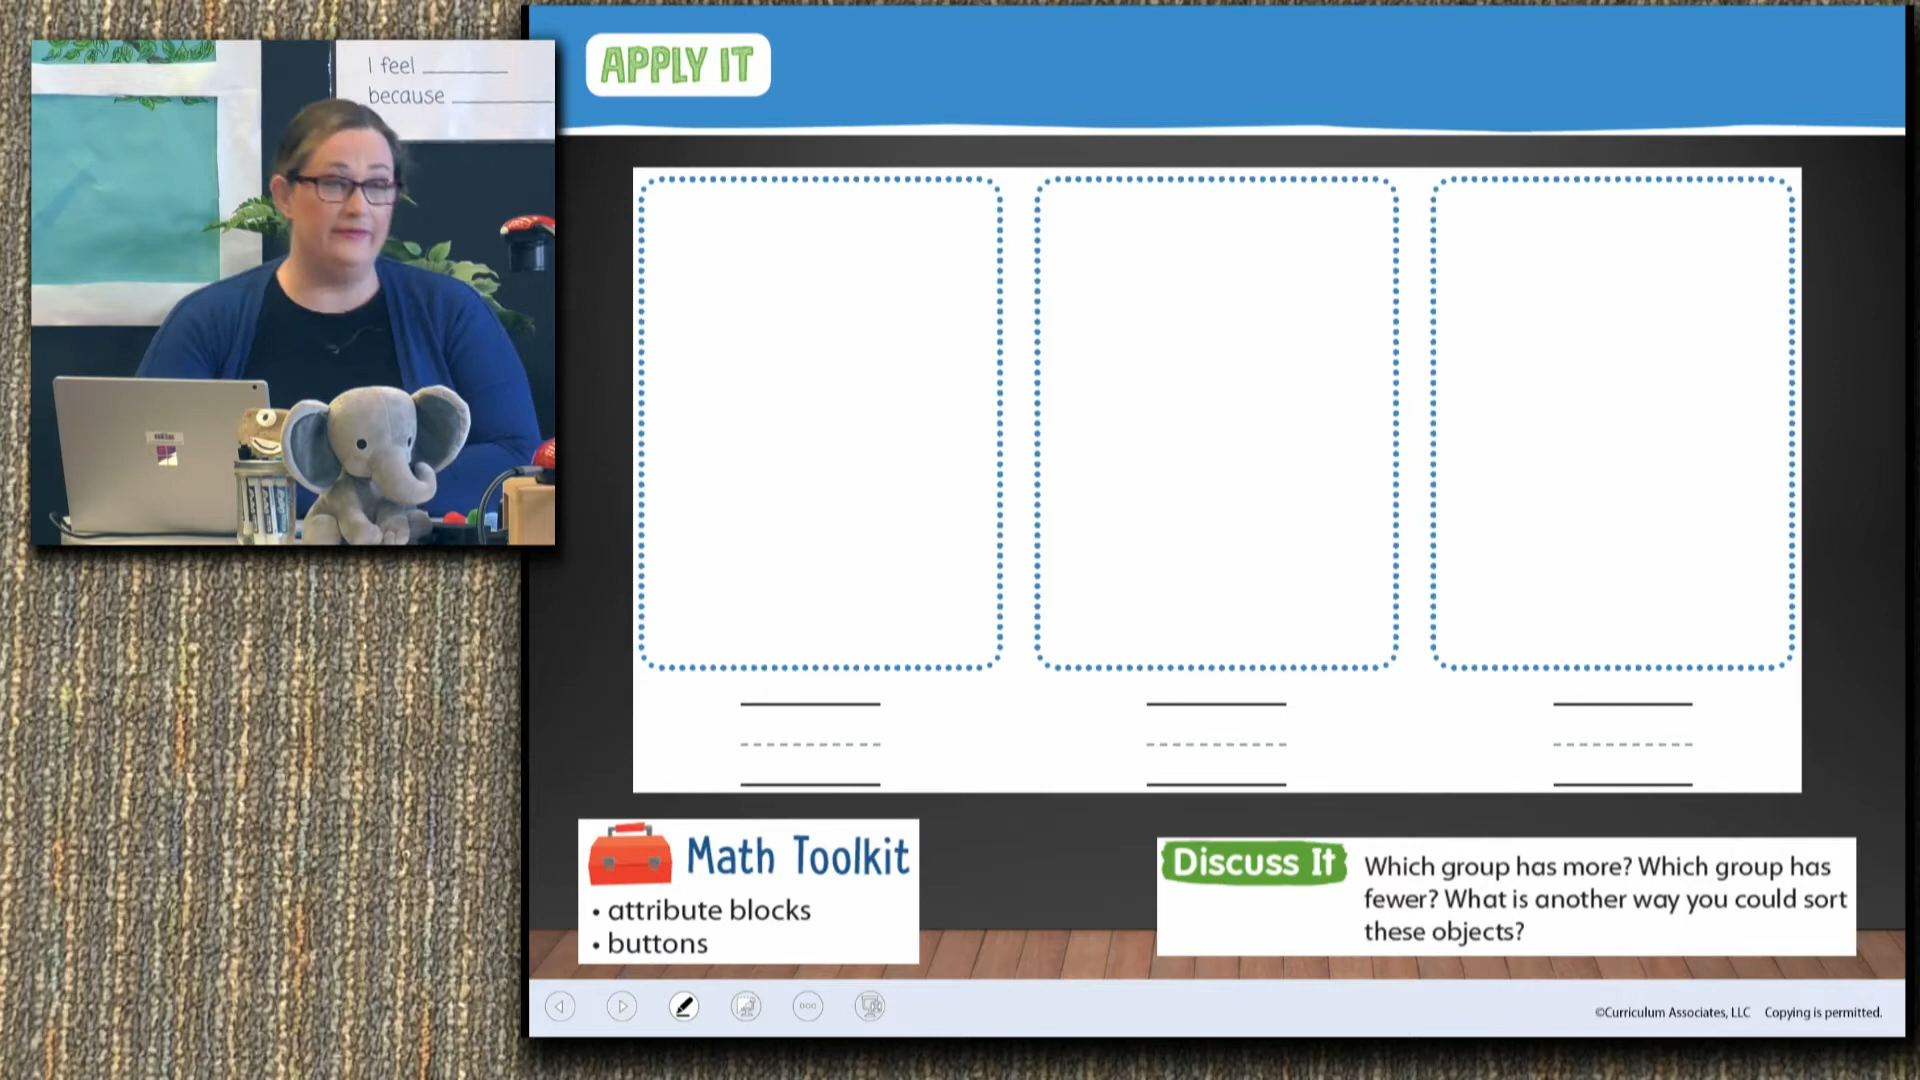 I feel
because
APPLY IT
Math Toolkit
• attribute blocks
• buttons
Discuss It
Which group has more? Which group has
fewer? What is another way you could sort
these objects?
©Curriculum Associates, LLC Copying is permitted.